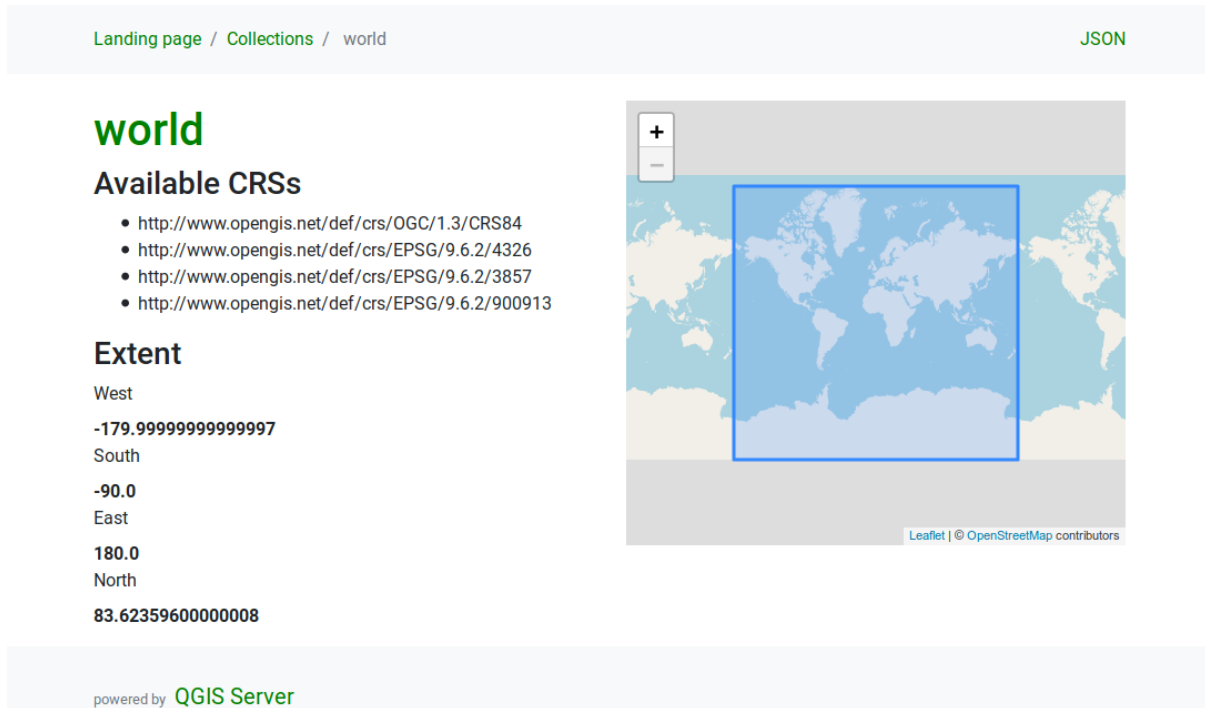 Landing page / Collections / world
JSON
world
Available CRSs
http://www.opengis.net/def/crs/OGC/1.3/CRS84
http://www.opengis.net/def/crs/EPSG/9.6.2/4326
http://www.opengis.net/def/crs/EPSG/9.6.2/3857
http://www.opengis.net/def/crs/EPSG/9.6.2/900913
Extent
West
-179.99999999999997
South
-90.0
East
180.0
North
83.62359600000008
+
−
Leaflet | © OpenStreetMap contributors
powered by QGIS Server